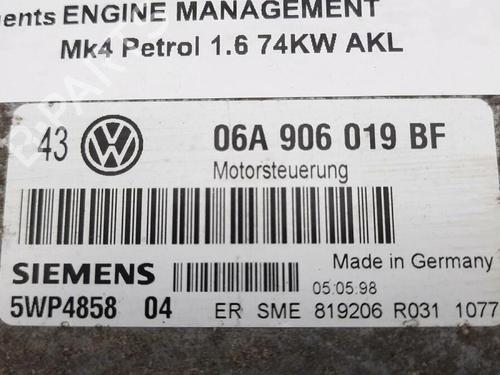 ents ENGINE MANAGEMENT
Mk4 Petrol 1.6 74KW AKL
43 06A 906 019 BF
Motorsteuerung
SIEMENS
Made in Germany
05.05.98
5WP4858 04 ER SME 819206 R031 1077